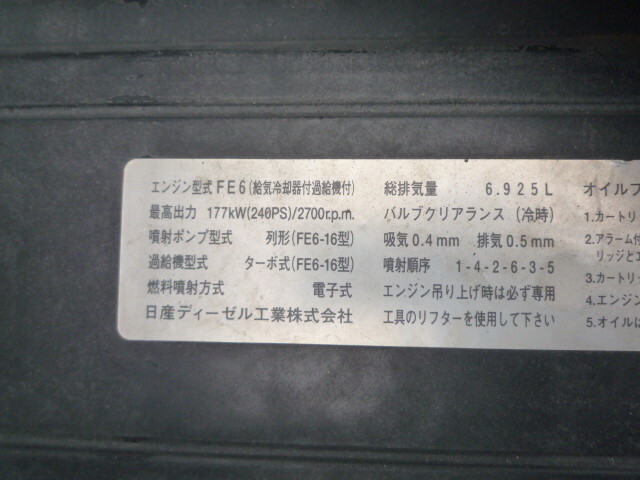 エンジン型式 FE6(給気冷却器付過給機付)
最高出力 177kW(240PS)/2700r.p.m.
噴射ポンプ型式 列形(FE6-16型)
過給機型式 ターボ式(FE6-16型)
燃料噴射方式 電子式
日産ディーゼル工業株式会社
総排気量 6.925L
バルブクリアランス (冷時)
吸気0.4mm 排気0.5mm
噴射順序 1-4-2-6-3-5
エンジン吊り上げ時は必ず専用
工具のリフターを使用して下さい
オイルフ
1.カートリ
2.アラーム付
リッジとエ
3.カートリッ
4.エンジン
5.オイルは